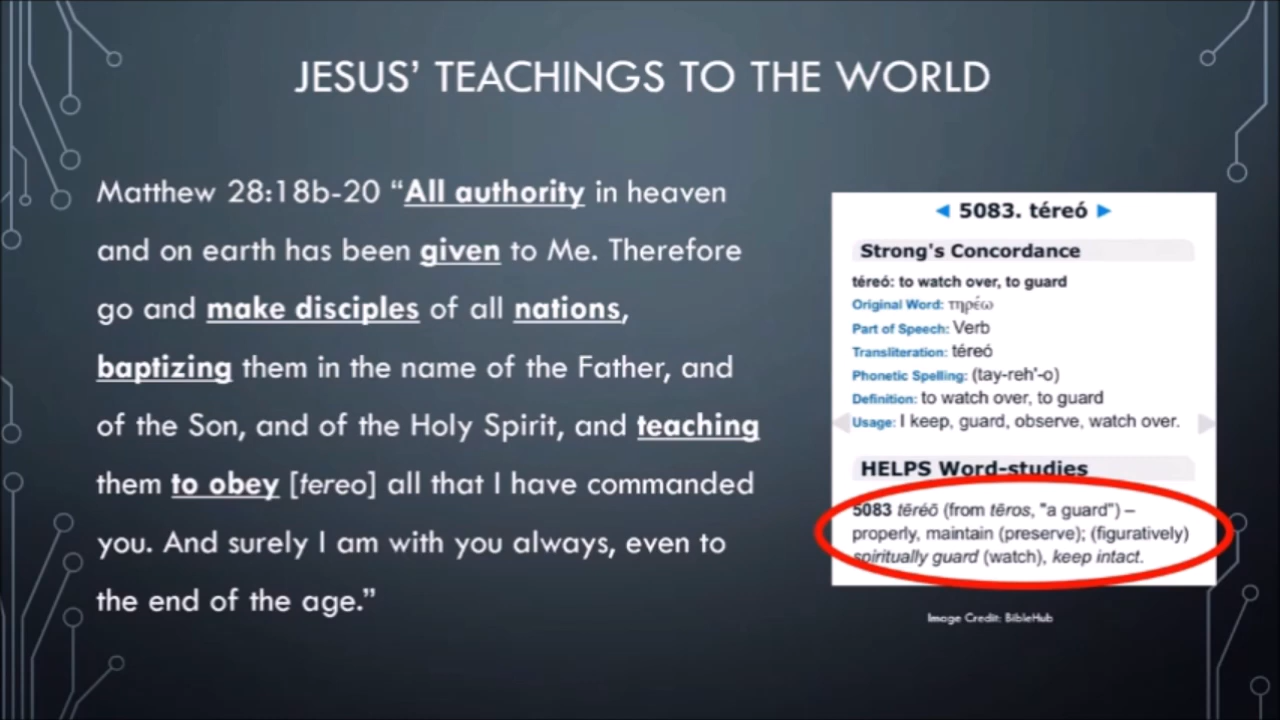 JESUS’ TEACHINGS TO THE WORLD
Matthew 28:18b-20 “All authority in heaven
and on earth has been given to Me. Therefore
go and make disciples of all nations,
baptizing them in the name of the Father, and
of the Son, and of the Holy Spirit, and teaching
them to obey [tereo] all that I have commanded
you. And surely I am with you always, even to
the end of the age.”
◄ 5083. téreó ►
Strong's Concordance
téreó: to watch over, to guard
Original Word: τηρέω
Part of Speech: Verb
Transliteration: téreó
Phonetic Spelling: (tay-reh'-o)
Definition: to watch over, to guard
Usage: I keep, guard, observe, watch over.
HELPS Word-studies
5083 tēréō (from tēros, "a guard") –
properly, maintain (preserve); (figuratively)
spiritually guard (watch), keep intact.
Image Credit: BibleHub